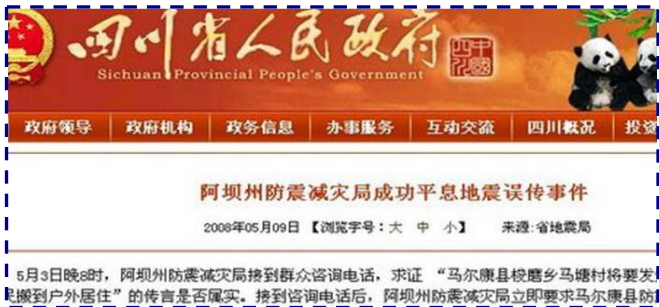 四川省人民政府
Sichuan Provincial People's Government
政府领导 政府机构 政务信息 办事服务 互动交流 四川概况 投资
阿坝州防震减灾局成功平息地震误传事件
2008年05月09日 【浏览字号：大 中 小】 来源：省地震局
5月3日晚8时，阿坝州防震减灾局接到群众咨询电话，求证 “马尔康县梭磨乡马塘村将要发
民搬到户外居住”的传言是否属实。接到咨询电话后，阿坝州防震减灾局立即要求马尔康县防